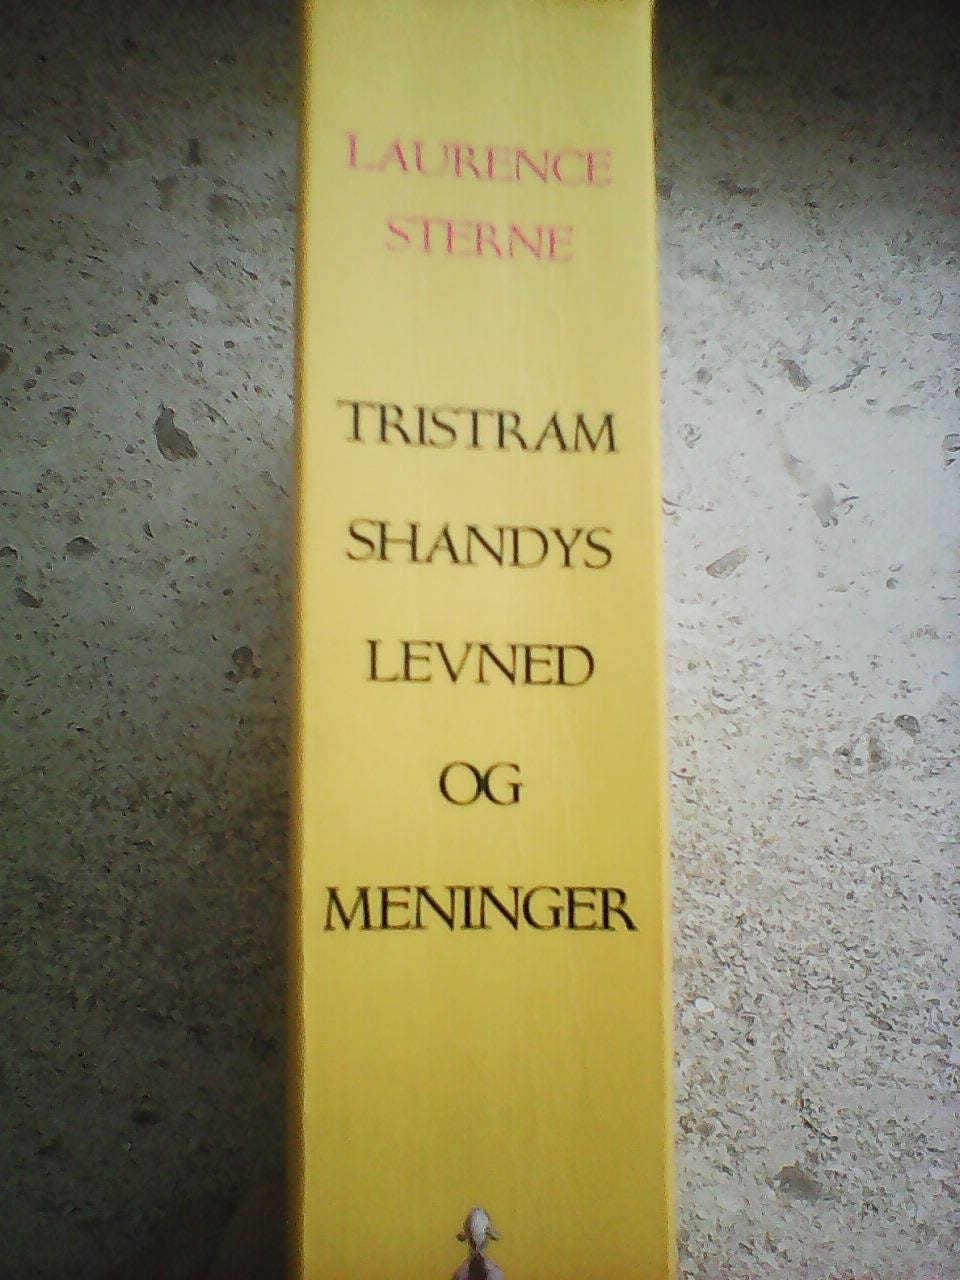 LAURENCE
STERNE
TRISTRAM
SHANDYS
LEVNED
OG
MENINGER